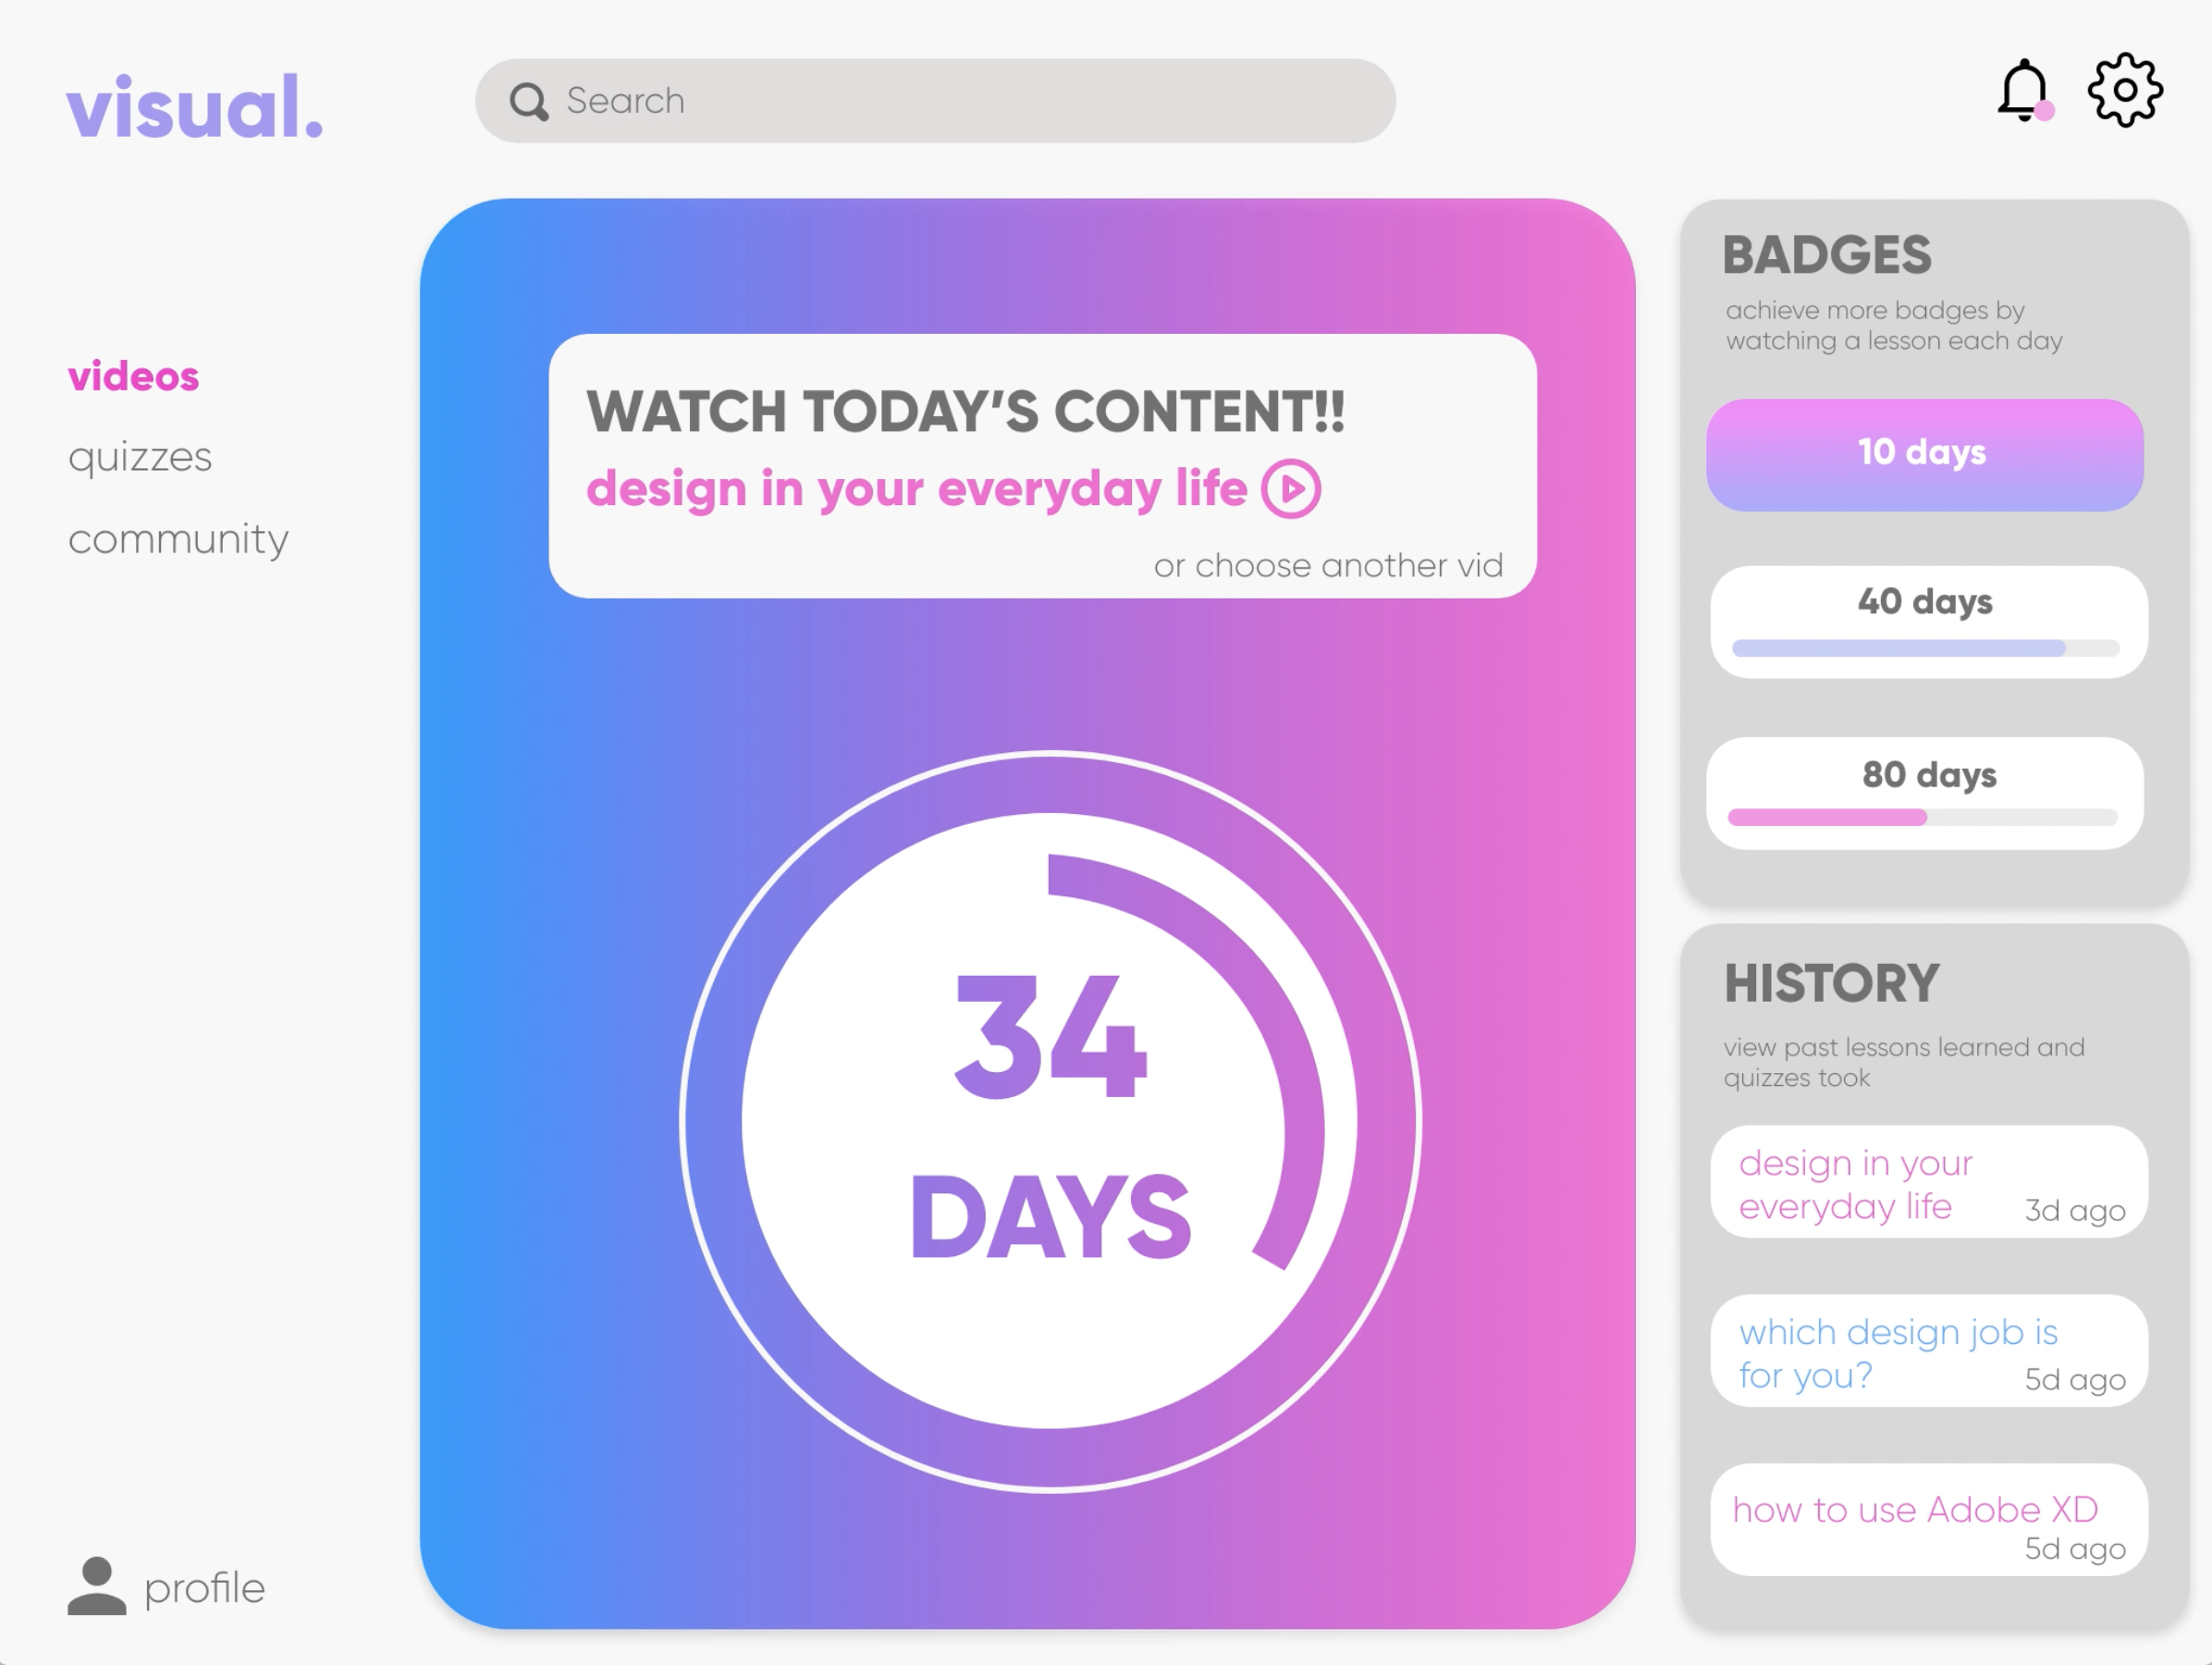 visual.
Search
videos
quizzes
community
profile
WATCH TODAY'S CONTENT!!
design in your everyday life
or choose another vid
34
DAYS
BADGES
achieve more badges by
watching a lesson each day
10 days
40 days
80 days
HISTORY
view past lessons learned and
quizzes took
design in your
everyday life
3d ago
which design job is
for you?
5d ago
how to use Adobe XD
5d ago